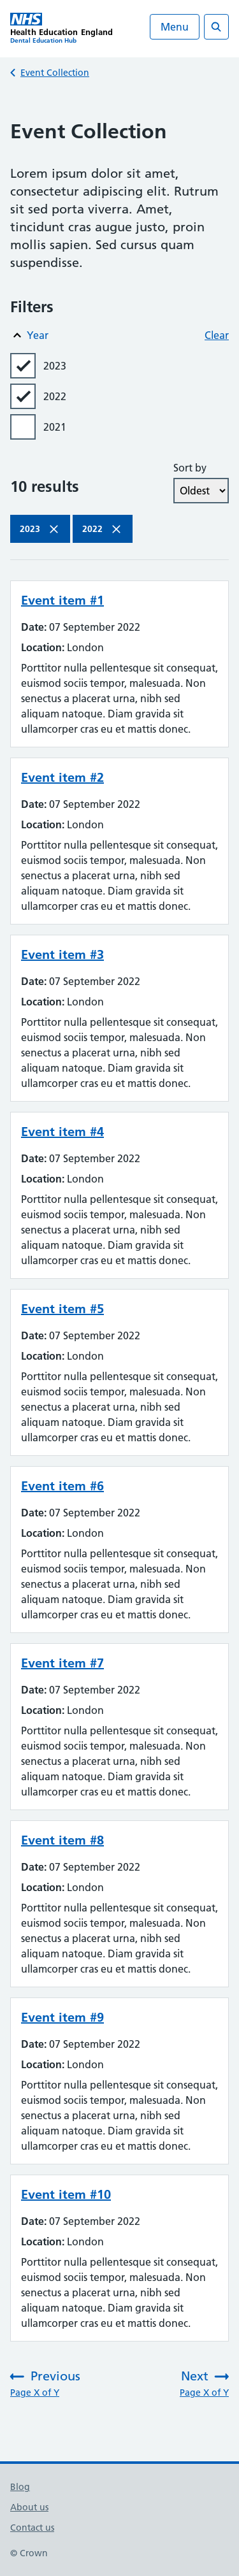 NHS
Health Education England
Dental Education Hub
Menu
Event Collection
Event Collection
Lorem ipsum dolor sit amet,
consectetur adipiscing elit. Rutrum
sit sed porta viverra. Amet,
tincidunt cras augue justo, proin
mollis sapien. Sed cursus quam
suspendisse.
Filters
Year Clear
2023
2022
2021
Sort by
10 results
Oldest
2023 2022
Event item #1
Date: 07 September 2022
Location: London
Porttitor nulla pellentesque sit consequat,
euismod sociis tempor, malesuada. Non
senectus a placerat urna, nibh sed
aliquam natoque. Diam gravida sit
ullamcorper cras eu et mattis donec.
Event item #2
Date: 07 September 2022
Location: London
Porttitor nulla pellentesque sit consequat,
euismod sociis tempor, malesuada. Non
senectus a placerat urna, nibh sed
aliquam natoque. Diam gravida sit
ullamcorper cras eu et mattis donec.
Event item #3
Date: 07 September 2022
Location: London
Porttitor nulla pellentesque sit consequat,
euismod sociis tempor, malesuada. Non
senectus a placerat urna, nibh sed
aliquam natoque. Diam gravida sit
ullamcorper cras eu et mattis donec.
Event item #4
Date: 07 September 2022
Location: London
Porttitor nulla pellentesque sit consequat,
euismod sociis tempor, malesuada. Non
senectus a placerat urna, nibh sed
aliquam natoque. Diam gravida sit
ullamcorper cras eu et mattis donec.
Event item #5
Date: 07 September 2022
Location: London
Porttitor nulla pellentesque sit consequat,
euismod sociis tempor, malesuada. Non
senectus a placerat urna, nibh sed
aliquam natoque. Diam gravida sit
ullamcorper cras eu et mattis donec.
Event item #6
Date: 07 September 2022
Location: London
Porttitor nulla pellentesque sit consequat,
euismod sociis tempor, malesuada. Non
senectus a placerat urna, nibh sed
aliquam natoque. Diam gravida sit
ullamcorper cras eu et mattis donec.
Event item #7
Date: 07 September 2022
Location: London
Porttitor nulla pellentesque sit consequat,
euismod sociis tempor, malesuada. Non
senectus a placerat urna, nibh sed
aliquam natoque. Diam gravida sit
ullamcorper cras eu et mattis donec.
Event item #8
Date: 07 September 2022
Location: London
Porttitor nulla pellentesque sit consequat,
euismod sociis tempor, malesuada. Non
senectus a placerat urna, nibh sed
aliquam natoque. Diam gravida sit
ullamcorper cras eu et mattis donec.
Event item #9
Date: 07 September 2022
Location: London
Porttitor nulla pellentesque sit consequat,
euismod sociis tempor, malesuada. Non
senectus a placerat urna, nibh sed
aliquam natoque. Diam gravida sit
ullamcorper cras eu et mattis donec.
Event item #10
Date: 07 September 2022
Location: London
Porttitor nulla pellentesque sit consequat,
euismod sociis tempor, malesuada. Non
senectus a placerat urna, nibh sed
aliquam natoque. Diam gravida sit
ullamcorper cras eu et mattis donec.
Previous Next
Page X of Y Page X of Y
Blog
About us
Contact us
© Crown